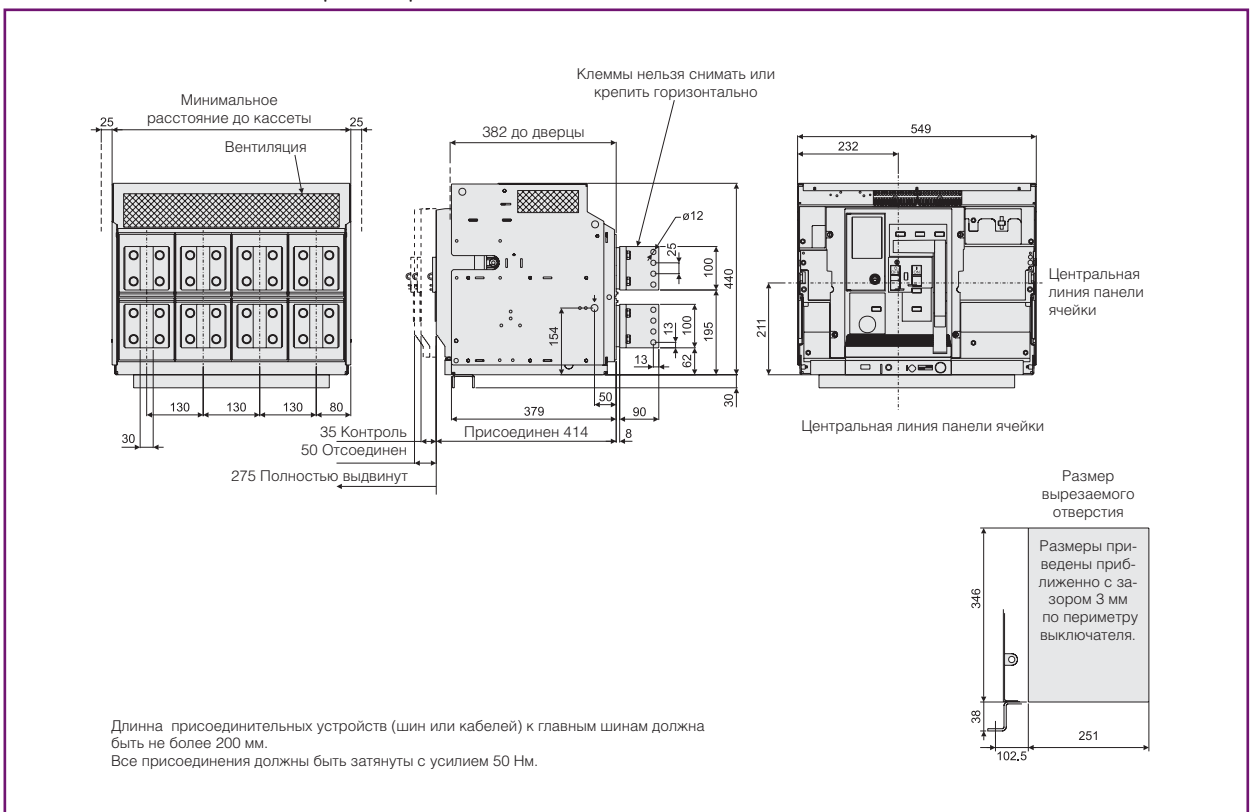 Минимальное
расстояние до кассеты
25
25
Вентиляция
130
130
130
80
30
Клеммы нельзя снимать или
крепить горизонтально
382 до дверцы
ø12
25
100
440
154
13
100
195
13
62
50
30
379
90
35 Контроль
Присоединен 414
8
50 Отсоединен
275 Полностью выдвинут
549
232
Центральная
линия панели
ячейки
211
Центральная линия панели ячейки
Размер
вырезаемого
отверстия
Размеры при-
ведены приб-
лиженно с за-
зором 3 мм
по периметру
выключателя.
346
38
251
102.5
Длинна присоединительных устройств (шин или кабелей) к главным шинам должна
быть не более 200 мм.
Все присоединения должны быть затянуты с усилием 50 Нм.